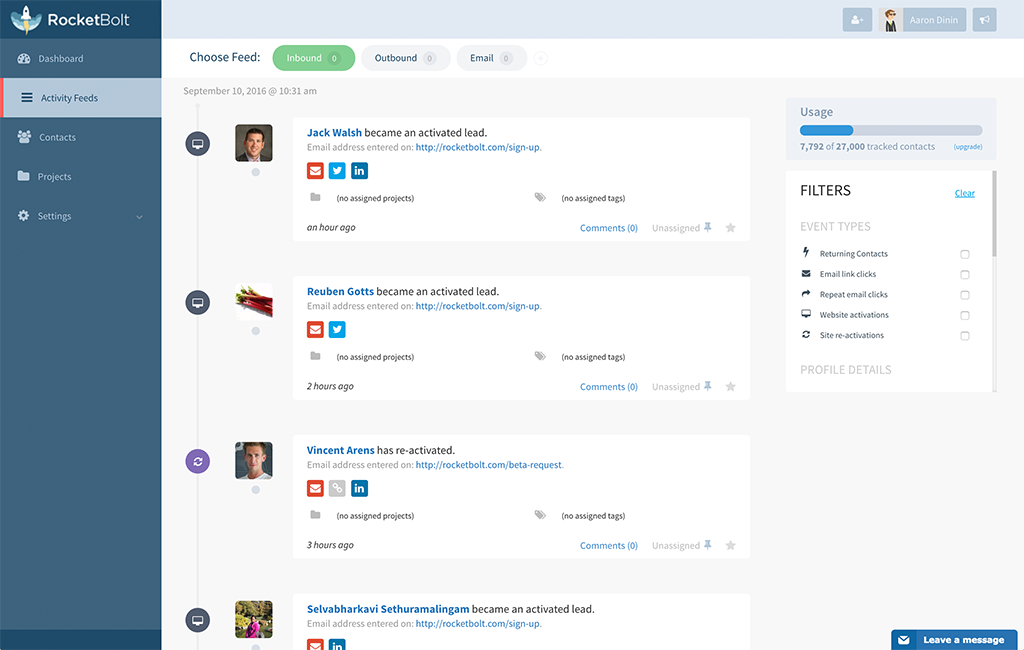 RocketBolt
Aaron Dinin
Dashboard
Activity Feeds
Contacts
Projects
Settings
Choose Feed: Inbound 0 Outbound 0 Email 0
September 10, 2016 @ 10:31 am
Jack Walsh became an activated lead.
Email address entered on: http://rocketbolt.com/sign-up.
(no assigned projects) (no assigned tags)
an hour ago Comments (0) Unassigned
Reuben Gotts became an activated lead.
Email address entered on: http://rocketbolt.com/sign-up.
(no assigned projects) (no assigned tags)
2 hours ago Comments (0) Unassigned
Vincent Arens has re-activated.
Email address entered on: http://rocketbolt.com/beta-request.
(no assigned projects) (no assigned tags)
3 hours ago Comments (0) Unassigned
Selvabharkavi Sethuramalingam became an activated lead.
Email address entered on: http://rocketbolt.com/sign-up.
Usage
7,792 of 27,000 tracked contacts (upgrade)
FILTERS Clear
EVENT TYPES
Returning Contacts
Email link clicks
Repeat email clicks
Website activations
Site re-activations
PROFILE DETAILS
Leave a message